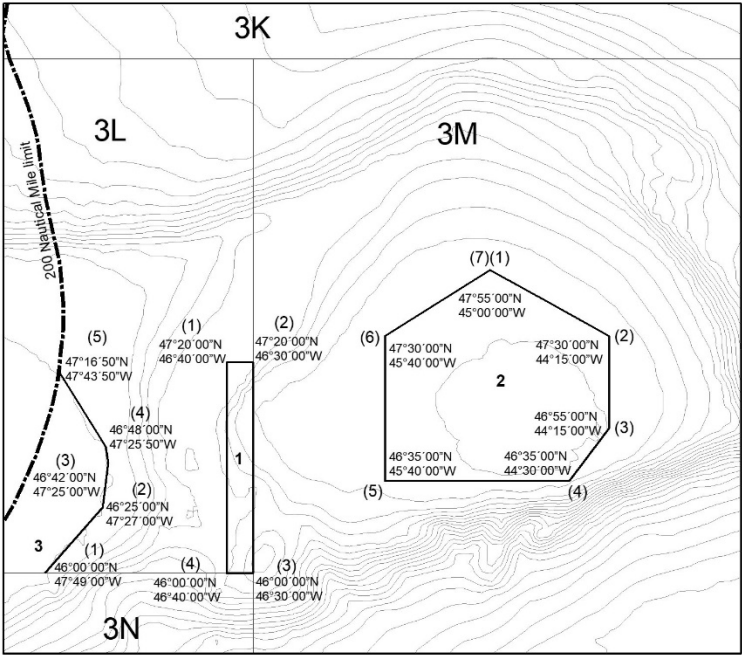 3K
3L
3M
200 Nautical Mile limit
(7)(1)
47°55´00"N
45°00´00"W
(5)
47°16´50"N
47°43´50"W
(1)
47°20´00"N
46°40´00"W
(2)
47°20´00"N
46°30´00"W
(6)
47°30´00"N
45°40´00"W
47°30´00"N
44°15´00"W
(2)
2
(4)
46°48´00"N
47°25´50"W
46°55´00"N
44°15´00"W
(3)
(3)
46°42´00"N
47°25´00"W
1
46°35´00"N
45°40´00"W
(5)
46°35´00"N
44°30´00"W
(4)
(2)
46°25´00"N
47°27´00"W
3
(1)
46°00´00"N
47°49´00"W
(4)
46°00´00"N
46°40´00"W
(3)
46°00´00"N
46°30´00"W
3N